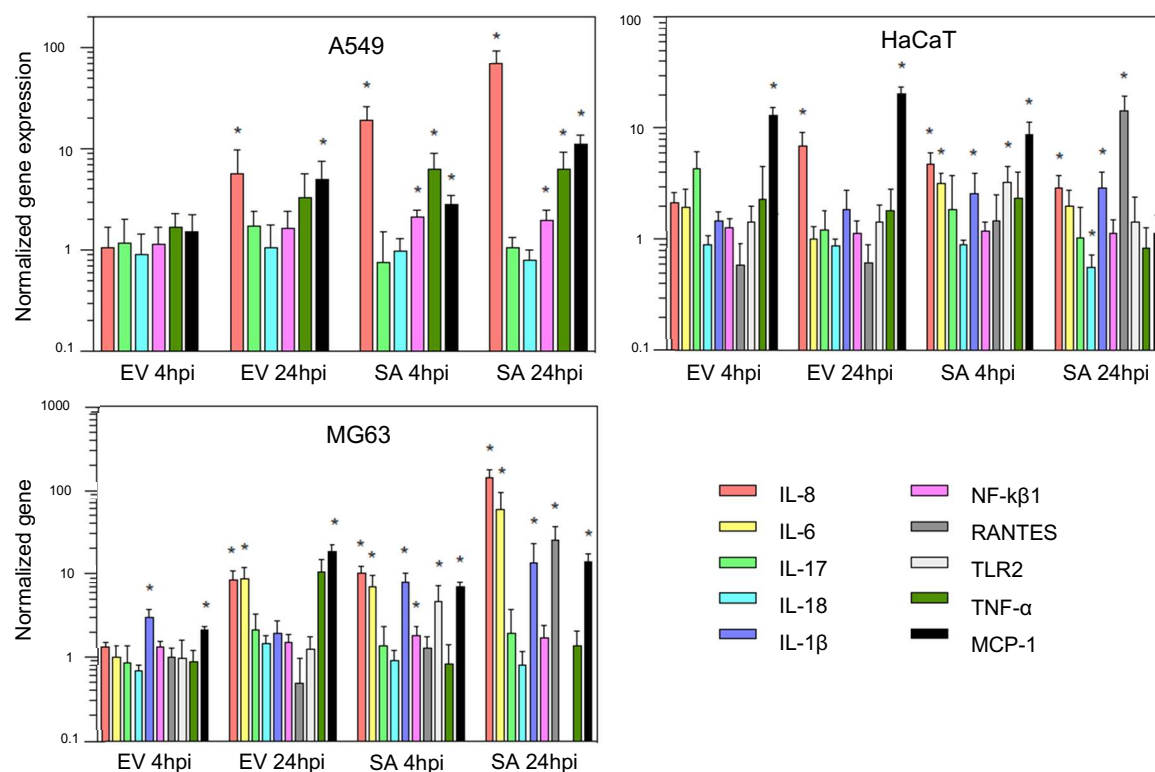 A549
Normalized gene expression
100
10
1
0.1
* * * * * * * * * *
EV 4hpi EV 24hpi SA 4hpi SA 24hpi
HaCaT
100
10
1
0.1
* * * * * * * * * * * *
EV 4hpi EV 24hpi SA 4hpi SA 24hpi
MG63
Normalized gene
1000
100
10
1
0.1
* * * * * * * * * * * * * * * *
EV 4hpi EV 24hpi SA 4hpi SA 24hpi
IL-8
IL-6
IL-17
IL-18
IL-1β
NF-kβ1
RANTES
TLR2
TNF-α
MCP-1